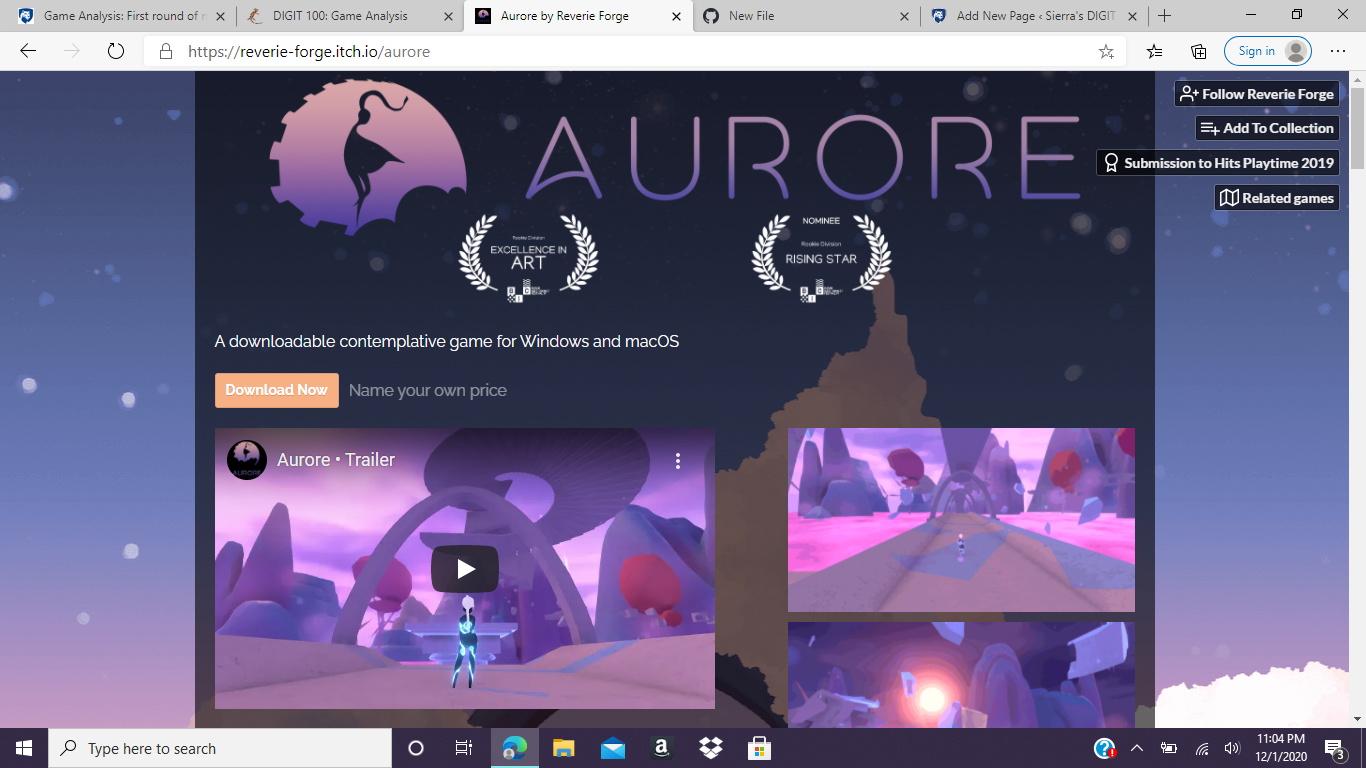 Game Analysis: First round of r
DIGIT 100: Game Analysis
Aurore by Reverie Forge
New File
Add New Page ‹ Sierra's DIGIT
https://reverie-forge.itch.io/aurore
Sign in
Follow Reverie Forge
Add To Collection
Submission to Hits Playtime 2019
Related games
AURORE
Rookie Division
EXCELLENCE IN
ART
NOMINEE
Rookie Division
RISING STAR
A downloadable contemplative game for Windows and macOS
Download Now
Name your own price
AURORE
Aurore • Trailer
Type here to search
11:04 PM
12/1/2020
3